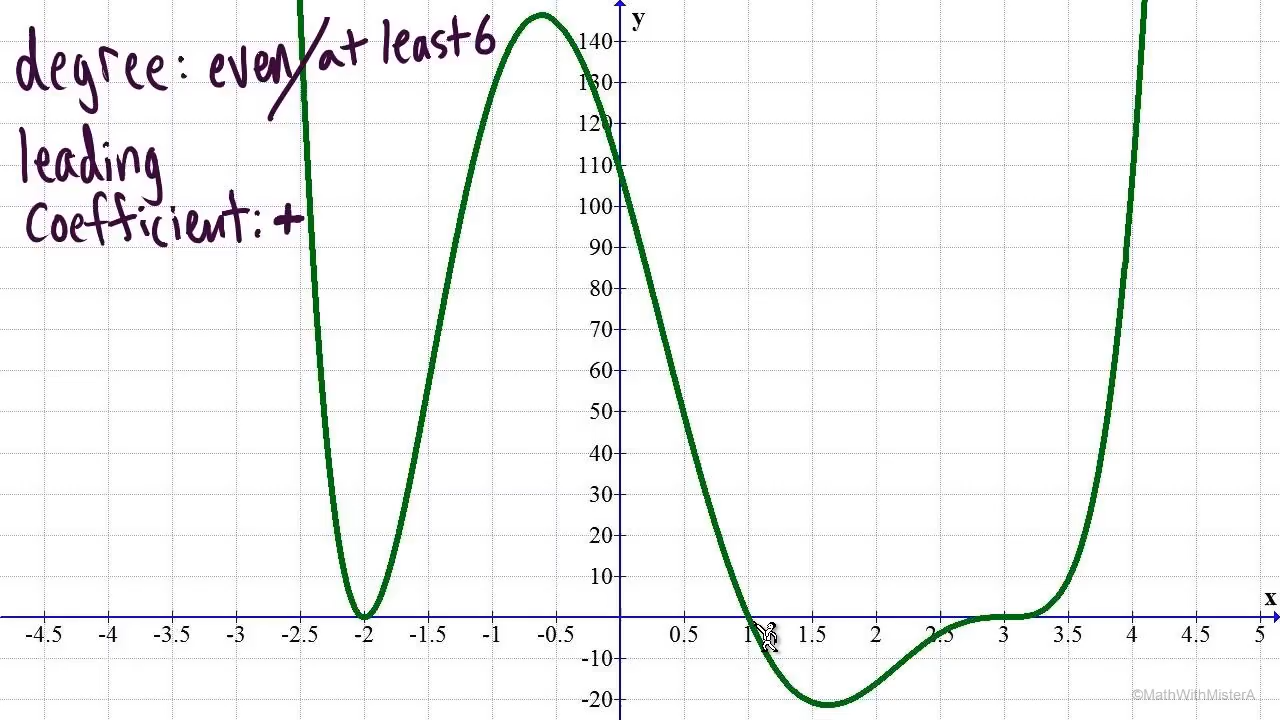 degree: even/at least 6
leading
coefficient: +
y
140
130
120
110
100
90
80
70
60
50
40
30
20
10
x
-4.5 -4 -3.5 -3 -2.5 -2 -1.5 -1 -0.5 0.5 1.5 2 2.5 3 3.5 4 4.5 5
-10
-20
©MathWithMisterA